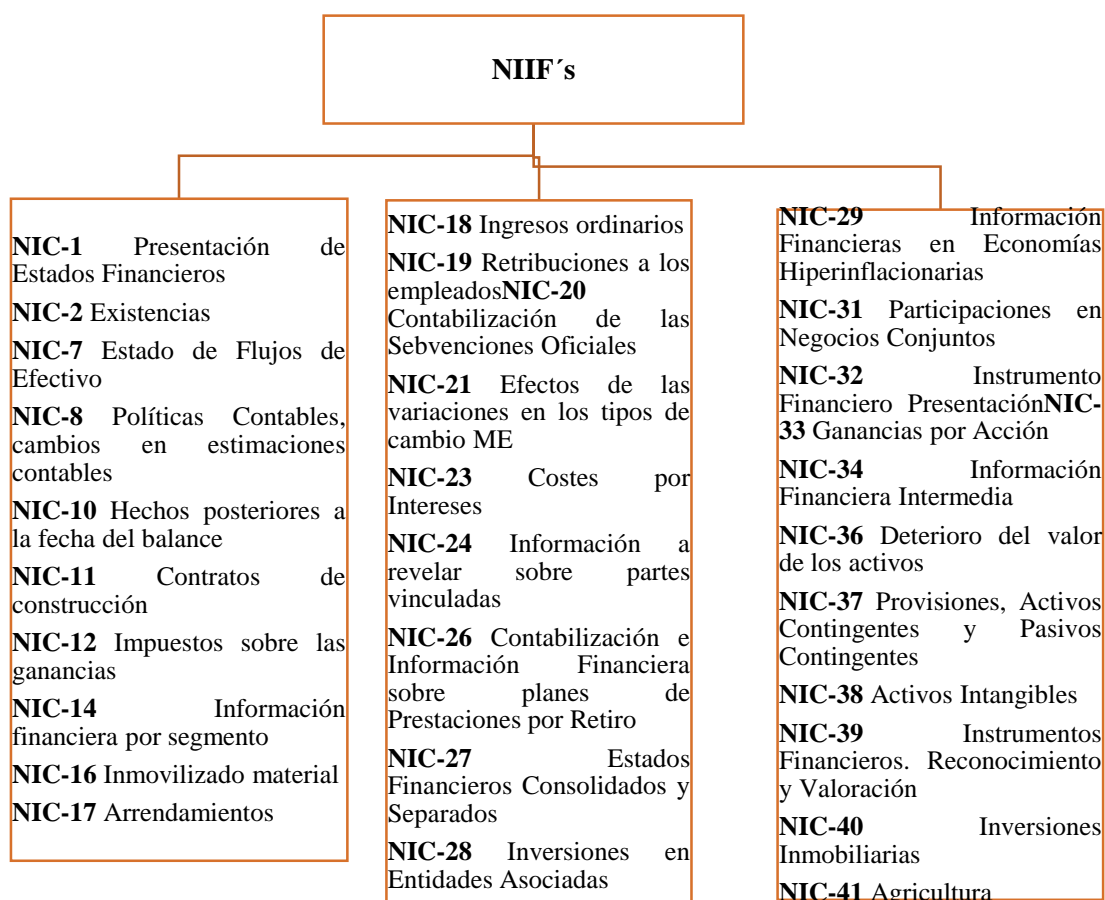 NIIF´s
NIC-1 Presentación de
Estados Financieros
NIC-2 Existencias
NIC-7 Estado de Flujos de
Efectivo
NIC-8 Políticas Contables,
cambios en estimaciones
contables
NIC-10 Hechos posteriores a
la fecha del balance
NIC-11 Contratos de
construcción
NIC-12 Impuestos sobre las
ganancias
NIC-14 Información
financiera por segmento
NIC-16 Inmovilizado material
NIC-17 Arrendamientos
NIC-18 Ingresos ordinarios
NIC-19 Retribuciones a los
empleadosNIC-20
Contabilización de las
Sebvenciones Oficiales
NIC-21 Efectos de las
variaciones en los tipos de
cambio ME
NIC-23 Costes por
Intereses
NIC-24 Información a
revelar sobre partes
vinculadas
NIC-26 Contabilización e
Información Financiera
sobre planes de
Prestaciones por Retiro
NIC-27 Estados
Financieros Consolidados y
Separados
NIC-28 Inversiones en
Entidades Asociadas
NIC-29 Información
Financieras en Economías
Hiperinflacionarias
NIC-31 Participaciones en
Negocios Conjuntos
NIC-32 Instrumento
Financiero PresentaciónNIC-
33 Ganancias por Acción
NIC-34 Información
Financiera Intermedia
NIC-36 Deterioro del valor
de los activos
NIC-37 Provisiones, Activos
Contingentes y Pasivos
Contingentes
NIC-38 Activos Intangibles
NIC-39 Instrumentos
Financieros. Reconocimiento
y Valoración
NIC-40 Inversiones
Inmobiliarias
NIC-41 Agricultura